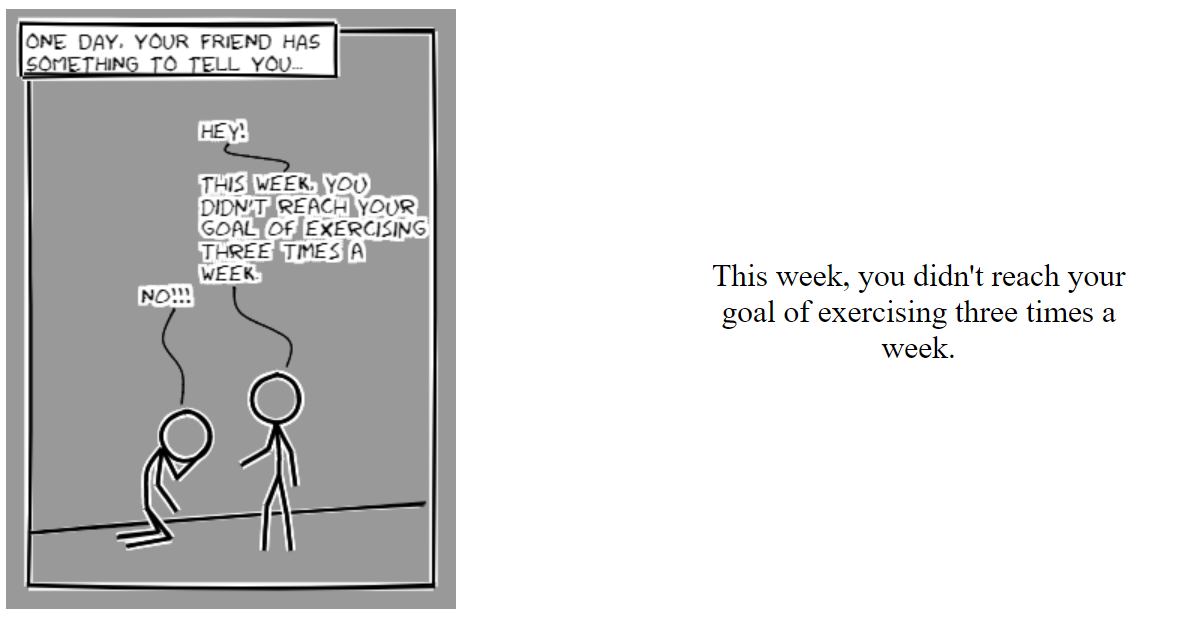 ONE DAY, YOUR FRIEND HAS
SOMETHING TO TELL YOU...
HEY!
THIS WEEK, YOU
DIDN'T REACH YOUR
GOAL OF EXERCISING
THREE TIMES A
WEEK.
NO!!!
This week, you didn't reach your
goal of exercising three times a
week.